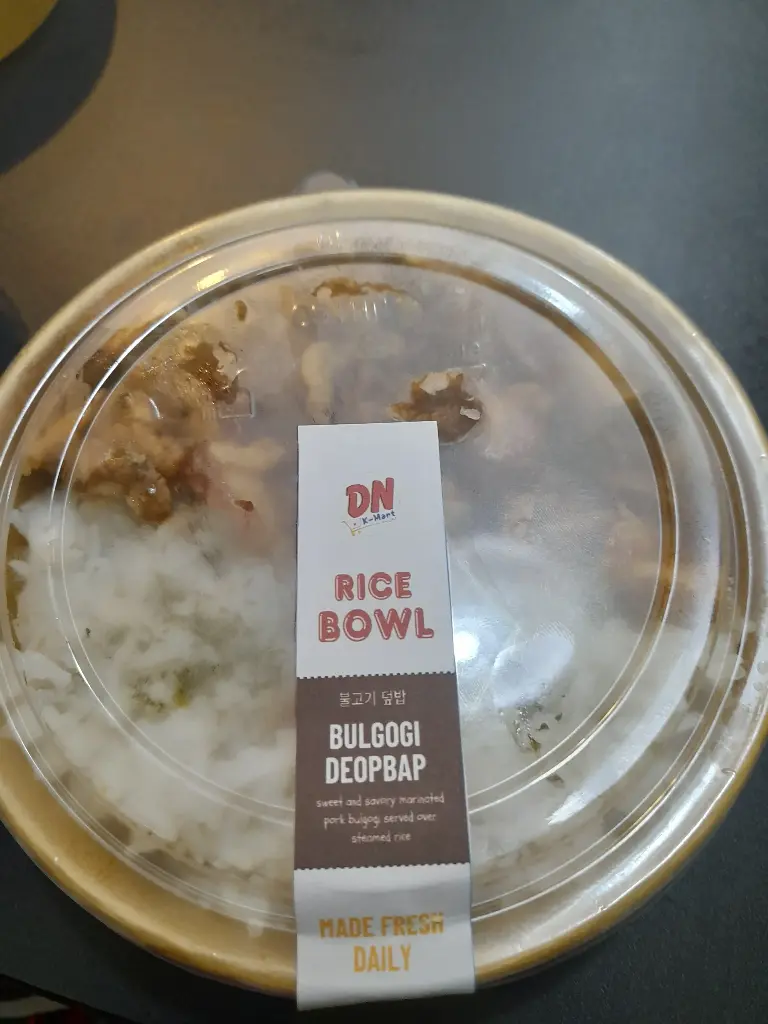 DN
K-Mart
RICE
BOWL
불고기 덮밥
BULGOGI
DEOPBAP
sweet and savory marinated
pork bulgogi served over
steamed rice
MADE FRESH
DAILY